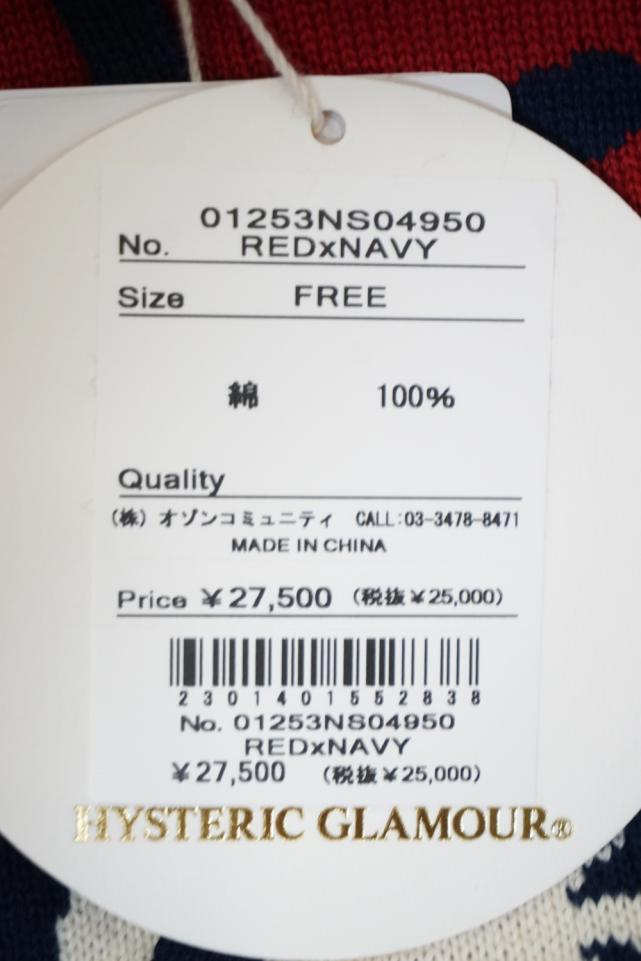 01253NS04950
No. REDxNAVY
Size FREE
綿 100%
Quality
(株) オゾンコミュニティ CALL:03-3478-8471
MADE IN CHINA
Price ¥27,500 (税抜¥25,000)
2301401552838
No. 01253NS04950
REDxNAVY
¥27,500 (税抜¥25,000)
HYSTERIC GLAMOUR®